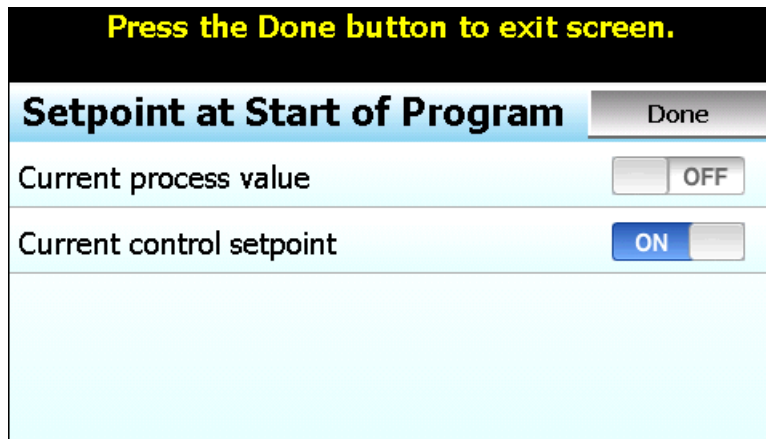 Press the Done button to exit screen.
Setpoint at Start of Program Done
Current process value OFF
Current control setpoint ON